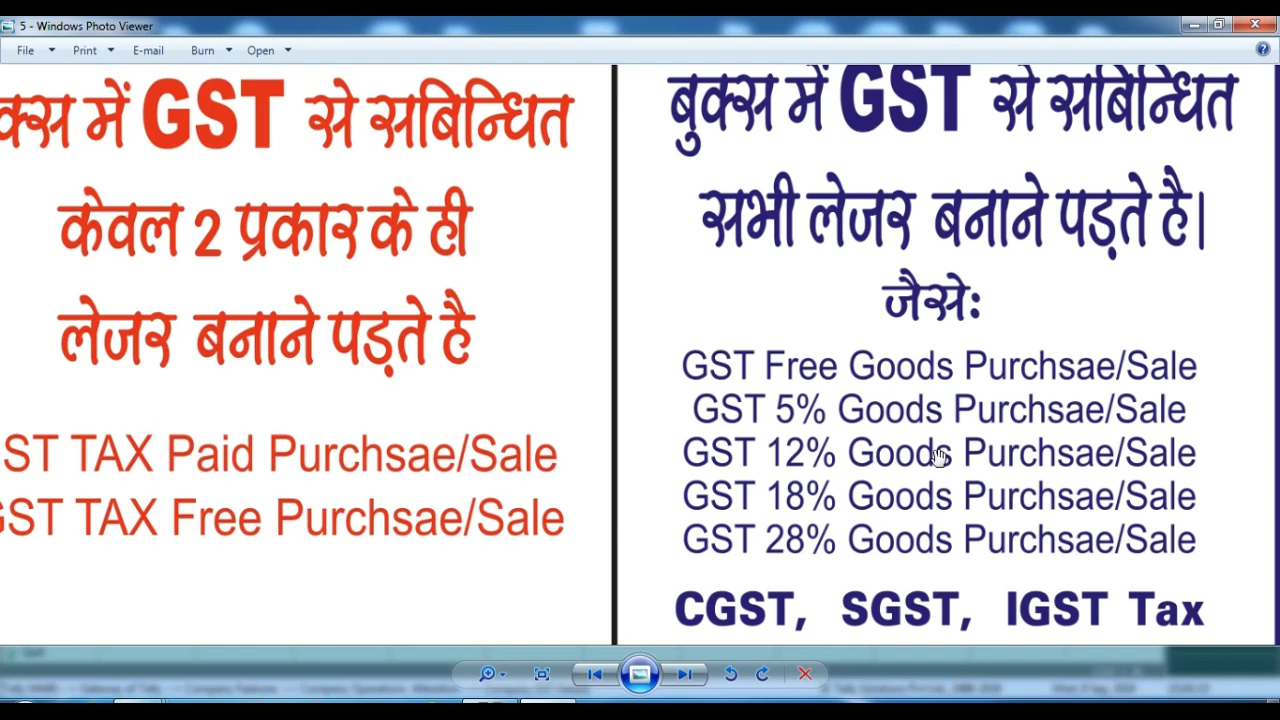 5 - Windows Photo Viewer
File Print E-mail Burn Open
क्स में GST से सबिन्धित
केवल 2 प्रकार के ही
लेजर बनाने पड़ते है
ST TAX Paid Purchsae/Sale
GST TAX Free Purchsae/Sale
बुक्स में GST से सबिन्धित
सभी लेजर बनाने पड़ते है।
जैसे:
GST Free Goods Purchsae/Sale
GST 5% Goods Purchsae/Sale
GST 12% Goods Purchsae/Sale
GST 18% Goods Purchsae/Sale
GST 28% Goods Purchsae/Sale
CGST, SGST, IGST Tax